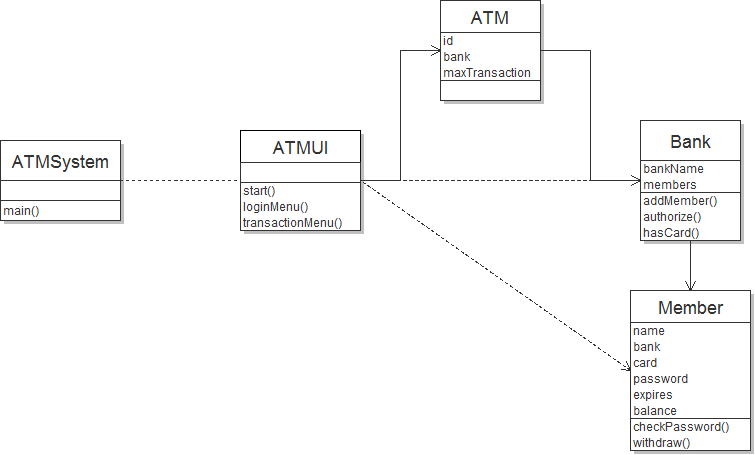 ATMSystem
main()
ATMUI
start()
loginMenu()
transactionMenu()
ATM
id
bank
maxTransaction
Bank
bankName
members
addMember()
authorize()
hasCard()
Member
name
bank
card
password
expires
balance
checkPassword()
withdraw()